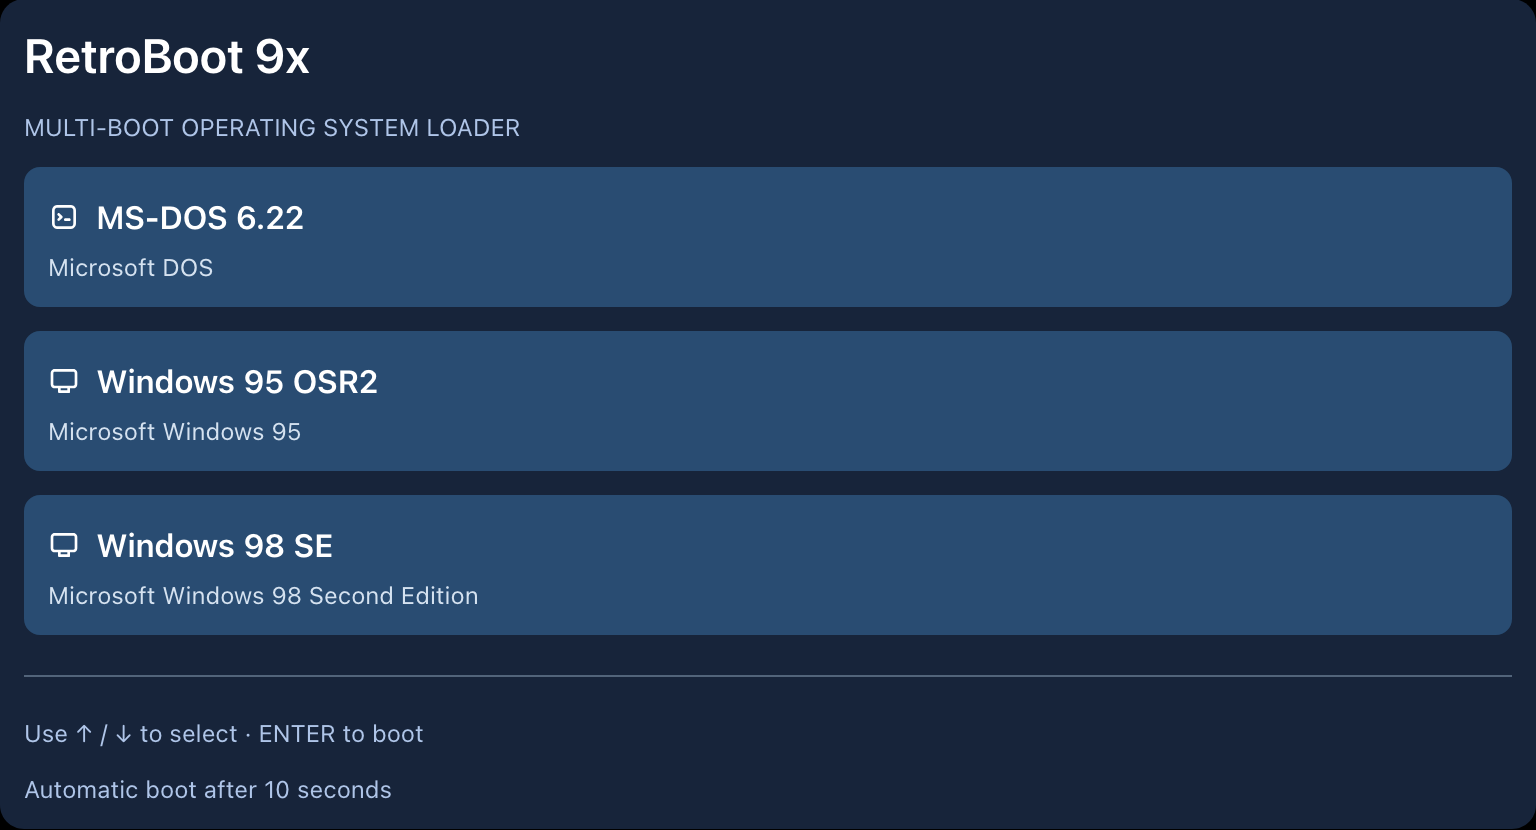 RetroBoot 9x
MULTI-BOOT OPERATING SYSTEM LOADER
MS-DOS 6.22
Microsoft DOS
Windows 95 OSR2
Microsoft Windows 95
Windows 98 SE
Microsoft Windows 98 Second Edition
Use ↑ / ↓ to select · ENTER to boot
Automatic boot after 10 seconds